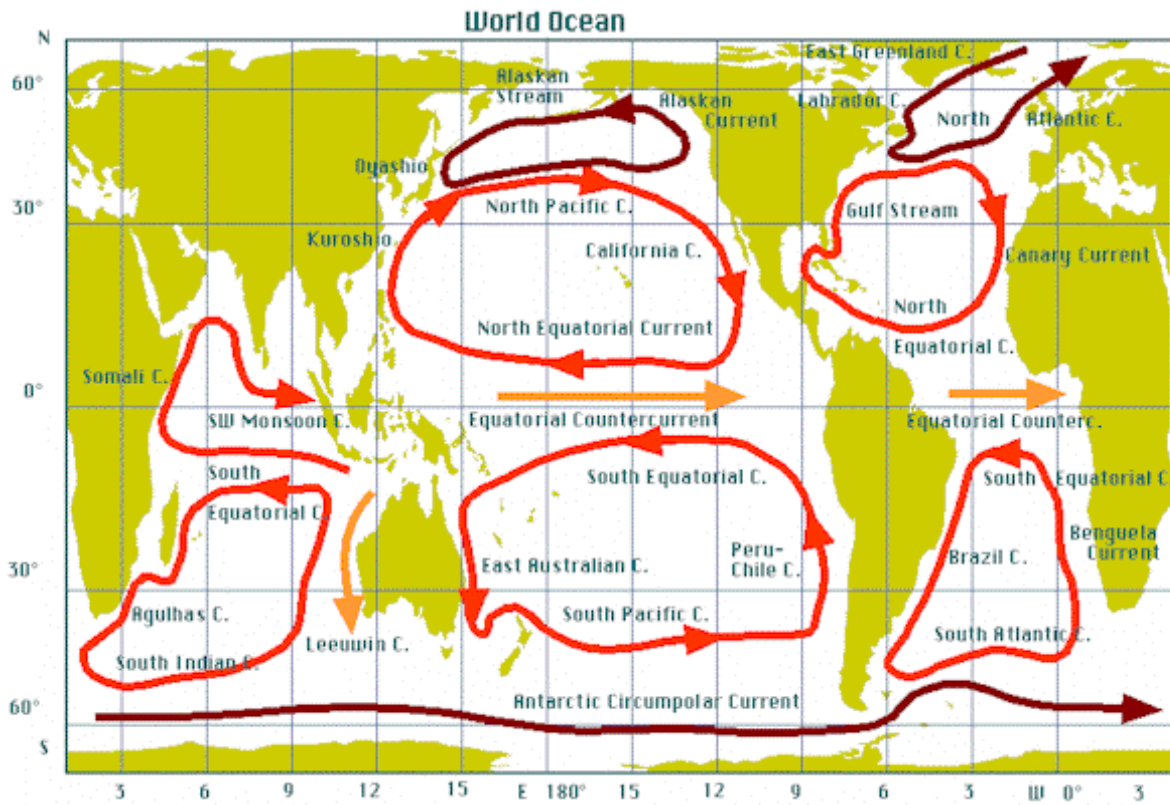 World Ocean
N
60°
30°
0°
30°
60°
S
East Greenland C.
Labrador C.
North
Atlantic C.
Alaskan
Stream
Alaskan
Current
Oyashio
North Pacific C.
Kuroshio
California C.
North Equatorial Current
Gulf Stream
Canary Current
North
Equatorial C.
Somali C.
SW Monsoon C.
Equatorial Countercurrent
Equatorial Counterc.
South
Equatorial C
South Equatorial C.
South
Equatorial C.
Agulhas C.
South Indian C.
Leeuwin C.
East Australian C.
Peru-
Chile C.
South Pacific C.
Brazil C.
Benguela
Current
South Atlantic C.
Antarctic Circumpolar Current
3 6 9 12 15 E 180° 15 12 9 6 3 W 0° 3